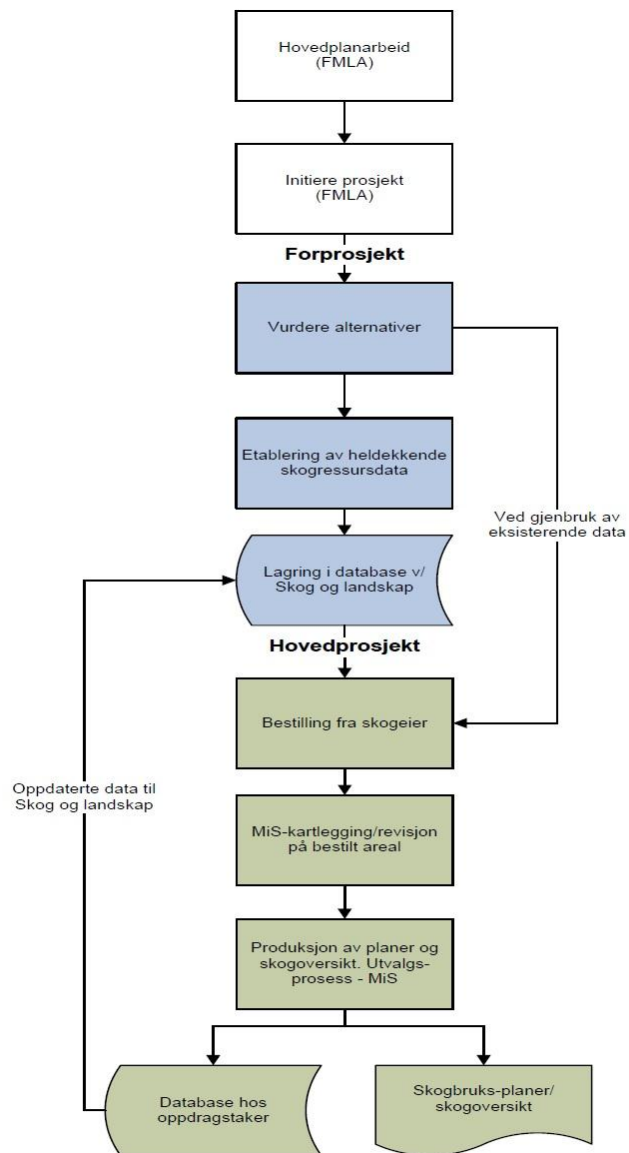 Hovedplanarbeid
(FMLA)
Initiere prosjekt
(FMLA)
Forprosjekt
Vurdere alternativer
Etablering av heldekkende
skogressursdata
Ved gjenbruk av
eksisterende data
Lagring i database v/
Skog og landskap
Hovedprosjekt
Bestilling fra skogeier
Oppdaterte data til
Skog og landskap
MiS-kartlegging/revisjon
på bestilt areal
Produksjon av planer og
skogoversikt. Utvalgs-
prosess - MiS
Database hos
oppdragstaker
Skogbruks-planer/
skogoversikt